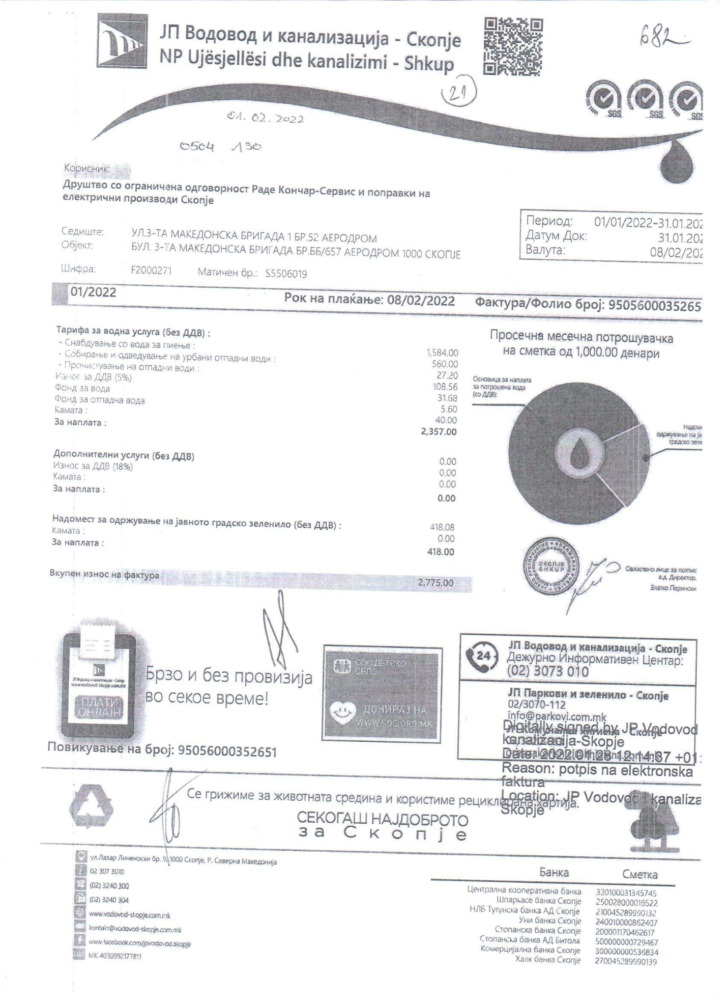 ЈП Водовод и канализација - Скопје
NP Ujësjellësi dhe kanalizimi - Shkup
682
21
SGS
SGS
SGS
01. 02. 2022
0504 130
Корисник:
Друштво со ограничена одговорност Раде Кончар-Сервис и поправки на
електрични производи Скопје
Седиште: УЛ.3-ТА МАКЕДОНСКА БРИГАДА 1 БР.52 АЕРОДРОМ
Објект: БУЛ. 3-ТА МАКЕДОНСКА БРИГАДА БР.ББ/657 АЕРОДРОМ 1000 СКОПЈЕ
Шифра: F2000271 Матичен бр.: S5506019
Период: 01/01/2022-31.01.202
Датум Док: 31.01.202
Валута: 08/02/202
01/2022 Рок на плаќање: 08/02/2022 Фактура/Фолио број: 9505600035265
Тарифа за водна услуга (без ДДВ) :
- Снабдување со вода за пиење : 1,584.00
- Собирање и одведување на урбани отпадни води : 560.00
- Прочистување на отпадни води : 27.20
Износ за ДДВ (5%) 108.56
Фонд за вода 31.68
Фонд за отпадна вода 5.60
Камата : 40.00
За наплата : 2,357.00
Дополнителни услуги (без ДДВ) 0.00
Износ за ДДВ (18%) 0.00
Камата : 0.00
За наплата : 0.00
Надомест за одржување на јавното градско зеленило (без ДДВ) : 418.08
Камата : 0.00
За наплата : 418.00
Вкупен износ на фактура 2,775.00
Просечна месечна потрошувачка
на сметка од 1,000.00 денари
Основица за наплата
за потрошена вода
(со ДДВ):
Надом
одржување на ја
градско зеле
СКОПЈЕ
SHKUP
Овластено лице за потпис
в.д. Директор,
Златко Перински
ЈП Водовод и канализација - Скопје
www.vodovod-skopje.com.mk
ПЛАТИ
ОНЛАЈН
Брзо и без провизија
во секое време!
СОС ДЕТСКО
СЕЛО
ДОНИРАЈ НА
WWW.SOS.ORG.MK
24
ЈП Водовод и канализација - Скопје
Дежурно Информативен Центар:
(02) 3073 010
ЈП Паркови и зеленило - Скопје
02/3070-112
info@parkovi.com.mk
ЈП Комунална хигиена - Скопје
Digitally signed by JP Vodovod
kanalizacija-Skopje
Date: 2022.01.28 12:14:37 +01:
Reason: potpis na elektronska
faktura
Location: JP Vodovod i kanaliza
Skopje
Повикување на број: 95056000352651
Се грижиме за животната средина и користиме рециклирана хартија.
СЕКОГАШ НАЈДОБРОТО
за Скопје
ул.Лазар Личеноски бр. 9, 1000 Скопје, Р. Северна Македонија
02 307 3010
(02) 3240 300
(02) 3240 304
www.vodovod-skopje.com.mk
kontakt@vodovod-skopje.com.mk
www.facebook.com/jpvodovod.skopje
ЕДБ МК 4030992177811
Банка Сметка
Централна кооперативна банка 320100031345745
Шпаркасе банка Скопје 250028000016522
НЛБ Тутунска банка АД Скопје 210045289990132
Уни банка Скопје 240010000862407
Стопанска банка Скопје 200001170462617
Стопанска банка АД Битола 500000000729467
Комерцијална банка Скопје 300000000536834
Халк банка Скопје 270045289990139